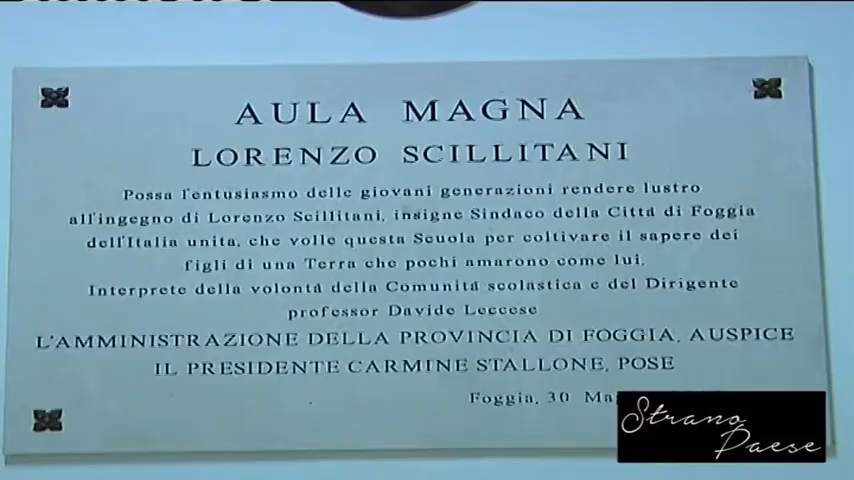 AULA MAGNA
LORENZO SCILLITANI
Possa l'entusiasmo delle giovani generazioni rendere lustro
all'ingegno di Lorenzo Scillitani, insigne Sindaco della Città di Foggia
dell'Italia unita, che volle questa Scuola per coltivare il sapere dei
figli di una Terra che pochi amarono come lui.
Interprete della volontà della Comunità scolastica e del Dirigente
professor Davide Leccese
L'AMMINISTRAZIONE DELLA PROVINCIA DI FOGGIA, AUSPICE
IL PRESIDENTE CARMINE STALLONE, POSE
Foggia, 30
Strano
Paese